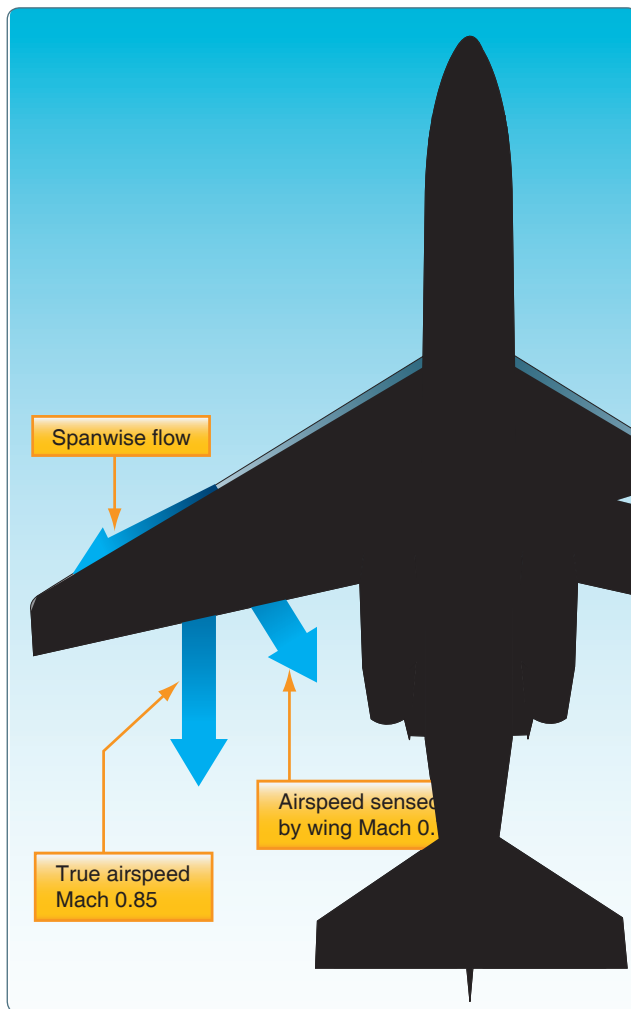 Spanwise flow
Airspeed sensed
by wing Mach 0.
True airspeed
Mach 0.85